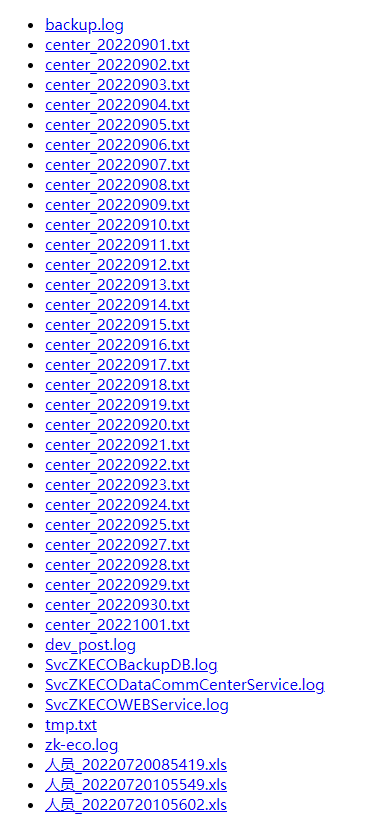 backup.log
center_20220901.txt
center_20220902.txt
center_20220903.txt
center_20220904.txt
center_20220905.txt
center_20220906.txt
center_20220907.txt
center_20220908.txt
center_20220909.txt
center_20220910.txt
center_20220911.txt
center_20220912.txt
center_20220913.txt
center_20220914.txt
center_20220915.txt
center_20220916.txt
center_20220917.txt
center_20220918.txt
center_20220919.txt
center_20220920.txt
center_20220921.txt
center_20220922.txt
center_20220923.txt
center_20220924.txt
center_20220925.txt
center_20220927.txt
center_20220928.txt
center_20220929.txt
center_20220930.txt
center_20221001.txt
dev_post.log
SvcZKECOBackupDB.log
SvcZKECODataCommCenterService.log
SvcZKECOWEBService.log
tmp.txt
zk-eco.log
人员_20220720085419.xls
人员_20220720105549.xls
人员_20220720105602.xls